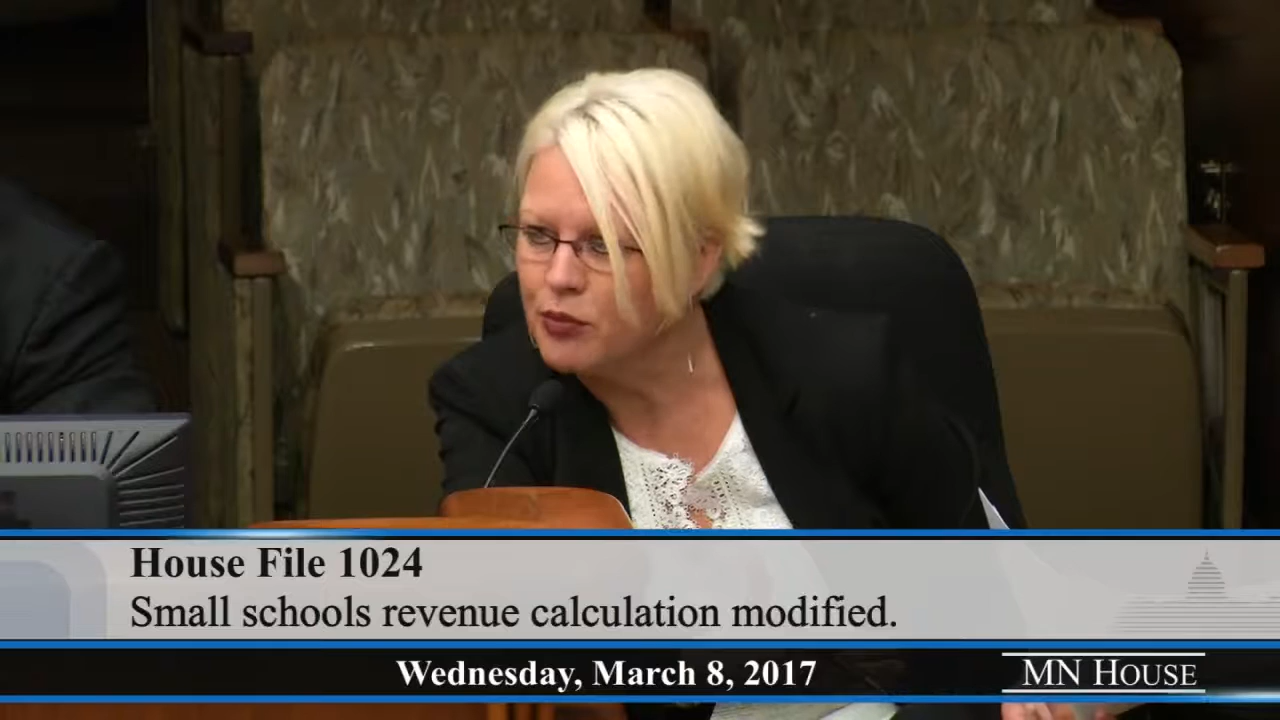 House File 1024
Small schools revenue calculation modified.
Wednesday, March 8, 2017
MN HOUSE